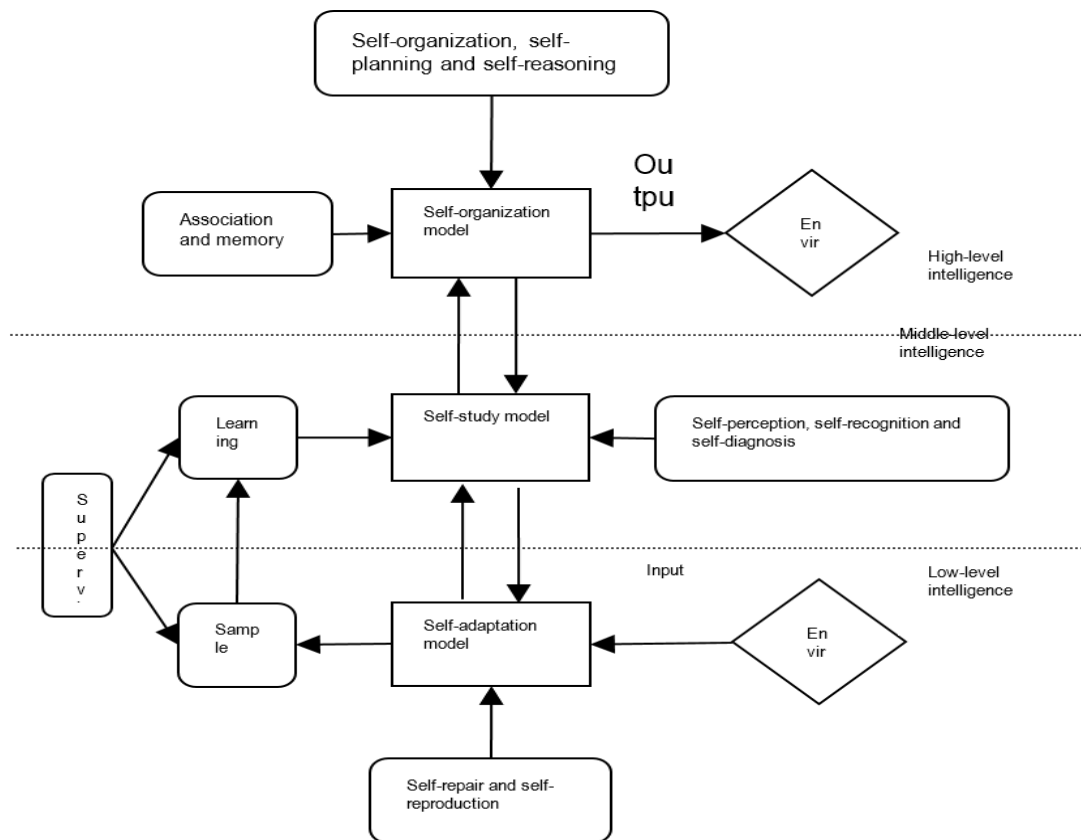 Self-organization, self-
planning and self-reasoning
Ou
tpu
Association
and memory
Self-organization
model
En
vir
High-level
intelligence
Middle-level
intelligence
Learn
ing
Self-study model
Self-perception, self-recognition and
self-diagnosis
S
u
p
e
r
v
Input
Low-level
intelligence
Samp
le
Self-adaptation
model
En
vir
Self-repair and self-
reproduction